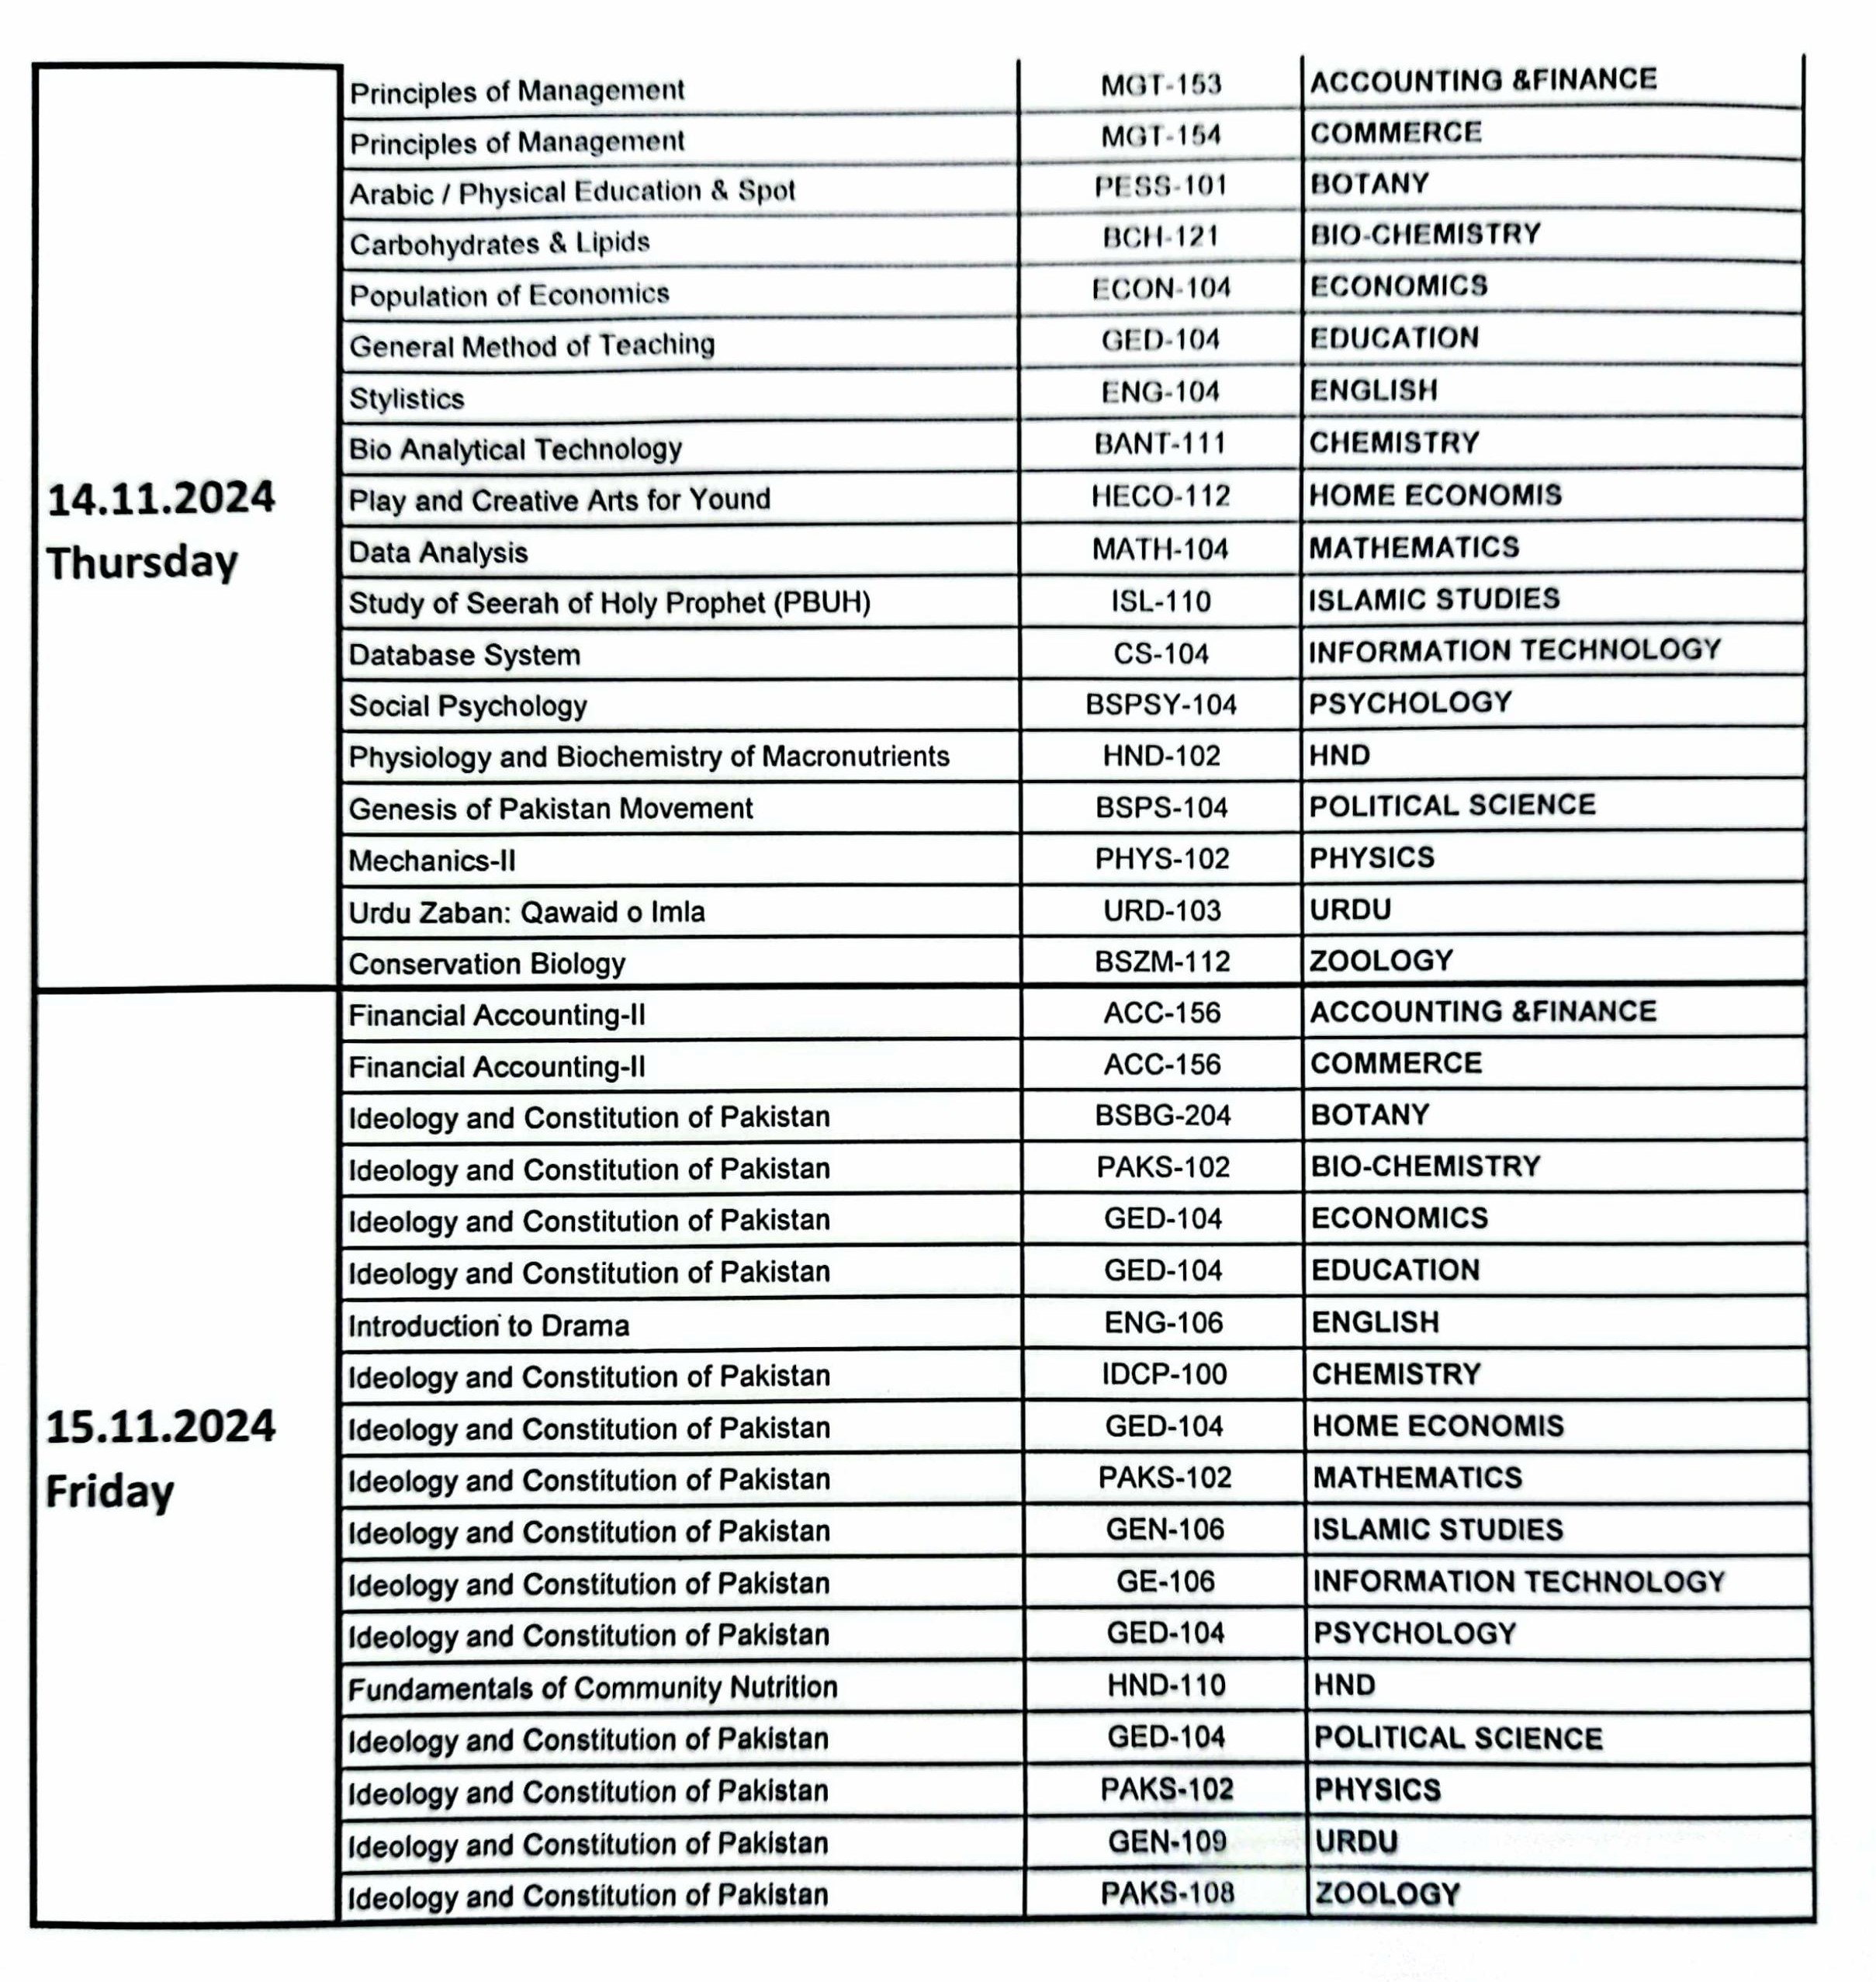 14.11.2024
Thursday
Principles of Management MGT-153 ACCOUNTING &FINANCE
Principles of Management MGT-154 COMMERCE
Arabic / Physical Education & Spot PESS-101 BOTANY
Carbohydrates & Lipids BCH-121 BIO-CHEMISTRY
Population of Economics ECON-104 ECONOMICS
General Method of Teaching GED-104 EDUCATION
Stylistics ENG-104 ENGLISH
Bio Analytical Technology BANT-111 CHEMISTRY
Play and Creative Arts for Yound HECO-112 HOME ECONOMIS
Data Analysis MATH-104 MATHEMATICS
Study of Seerah of Holy Prophet (PBUH) ISL-110 ISLAMIC STUDIES
Database System CS-104 INFORMATION TECHNOLOGY
Social Psychology BSPSY-104 PSYCHOLOGY
Physiology and Biochemistry of Macronutrients HND-102 HND
Genesis of Pakistan Movement BSPS-104 POLITICAL SCIENCE
Mechanics-II PHYS-102 PHYSICS
Urdu Zaban: Qawaid o Imla URD-103 URDU
Conservation Biology BSZM-112 ZOOLOGY
15.11.2024
Friday
Financial Accounting-II ACC-156 ACCOUNTING &FINANCE
Financial Accounting-II ACC-156 COMMERCE
Ideology and Constitution of Pakistan BSBG-204 BOTANY
Ideology and Constitution of Pakistan PAKS-102 BIO-CHEMISTRY
Ideology and Constitution of Pakistan GED-104 ECONOMICS
Ideology and Constitution of Pakistan GED-104 EDUCATION
Introduction to Drama ENG-106 ENGLISH
Ideology and Constitution of Pakistan IDCP-100 CHEMISTRY
Ideology and Constitution of Pakistan GED-104 HOME ECONOMIS
Ideology and Constitution of Pakistan PAKS-102 MATHEMATICS
Ideology and Constitution of Pakistan GEN-106 ISLAMIC STUDIES
Ideology and Constitution of Pakistan GE-106 INFORMATION TECHNOLOGY
Ideology and Constitution of Pakistan GED-104 PSYCHOLOGY
Fundamentals of Community Nutrition HND-110 HND
Ideology and Constitution of Pakistan GED-104 POLITICAL SCIENCE
Ideology and Constitution of Pakistan PAKS-102 PHYSICS
Ideology and Constitution of Pakistan GEN-109 URDU
Ideology and Constitution of Pakistan PAKS-108 ZOOLOGY